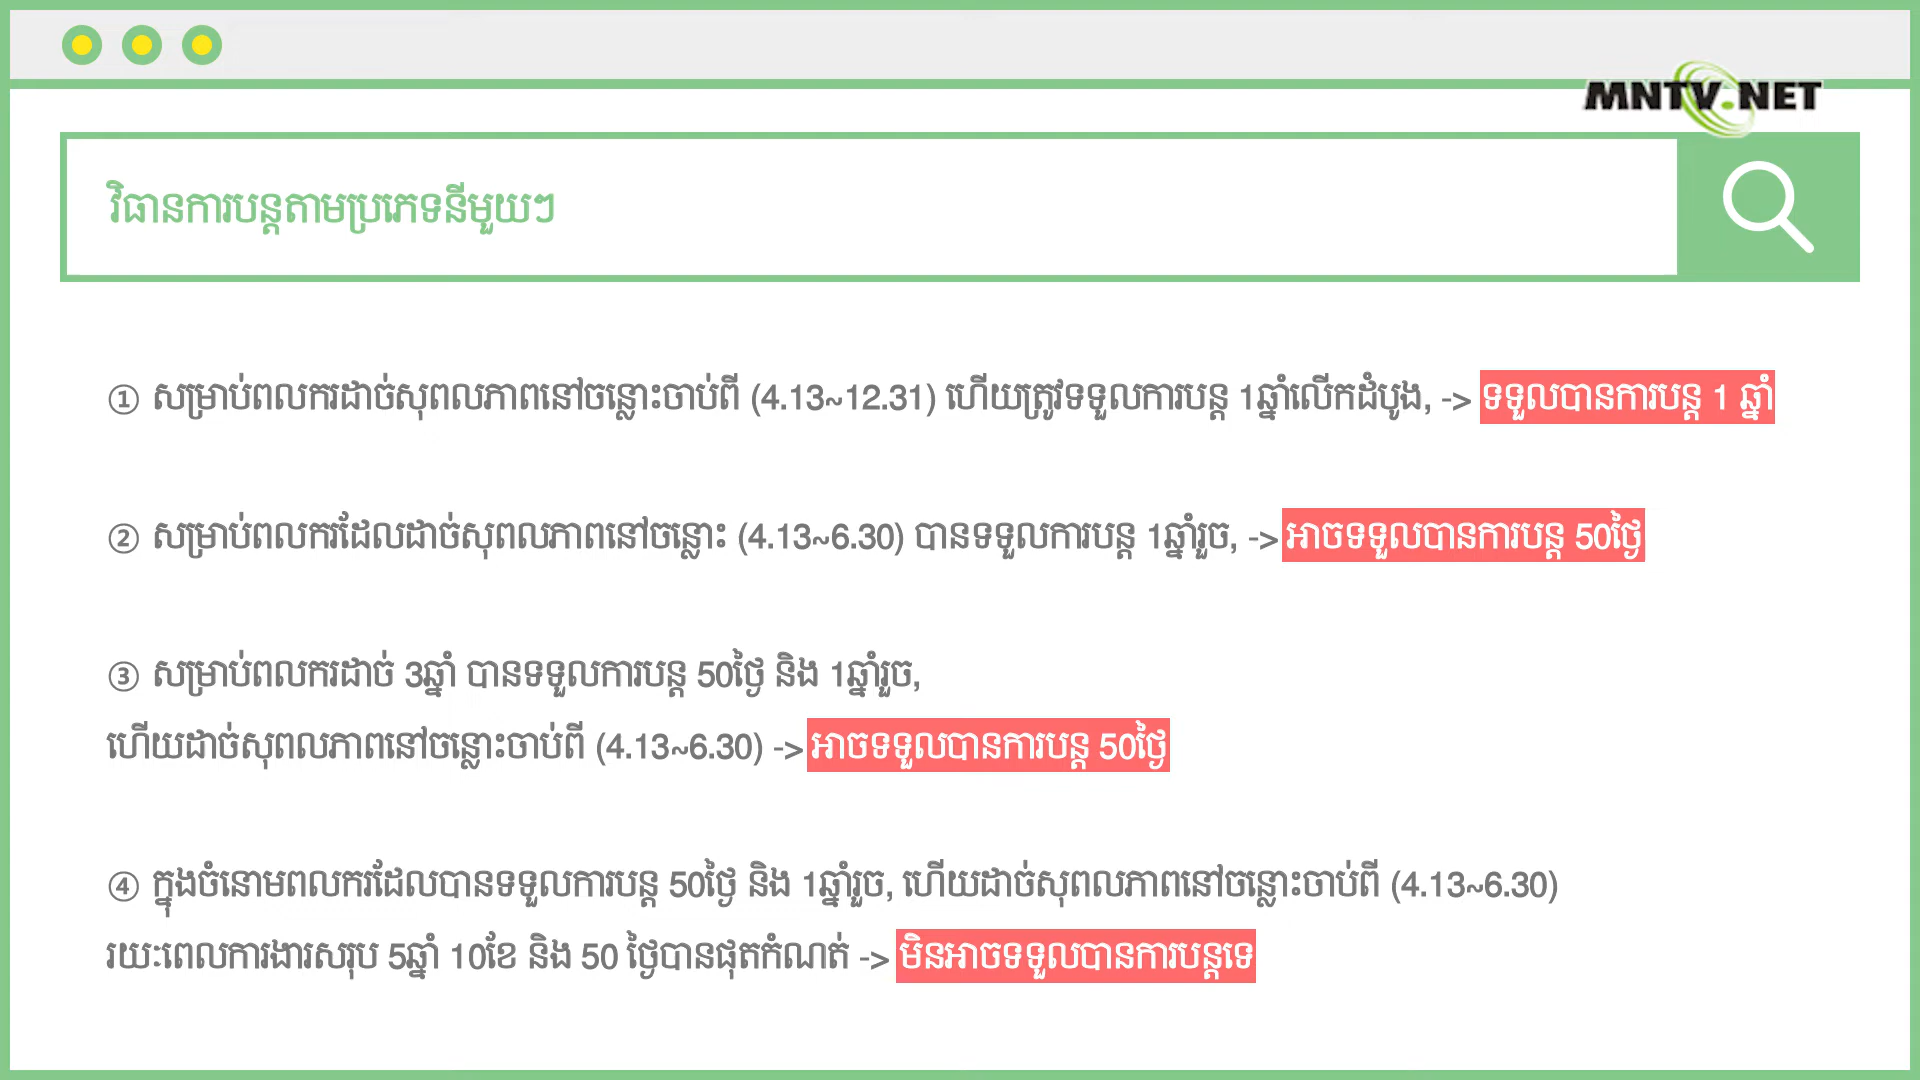 MNTV.NET
វិធានការបន្តតាមប្រភេទនីមួយៗ
① សម្រាប់ពលករដាច់សុពលភាពនៅចន្លោះចាប់ពី (4.13~12.31) ហើយត្រូវទទួលការបន្ត 1ឆ្នាំលើកដំបូង, -> ទទួលបានការបន្ត 1 ឆ្នាំ
② សម្រាប់ពលករដែលដាច់សុពលភាពនៅចន្លោះ (4.13~6.30) បានទទួលការបន្ត 1ឆ្នាំរួច, -> អាចទទួលបានការបន្ត 50ថ្ងៃ
③ សម្រាប់ពលករដាច់ 3ឆ្នាំ បានទទួលការបន្ត 50ថ្ងៃ និង 1ឆ្នាំរួច,
ហើយដាច់សុពលភាពនៅចន្លោះចាប់ពី (4.13~6.30) -> អាចទទួលបានការបន្ត 50ថ្ងៃ
④ ក្នុងចំនោមពលករដែលបានទទួលការបន្ត 50ថ្ងៃ និង 1ឆ្នាំរួច, ហើយដាច់សុពលភាពនៅចន្លោះចាប់ពី (4.13~6.30)
រយៈពេលការងារសរុប 5ឆ្នាំ 10ខែ និង 50 ថ្ងៃបានផុតកំណត់ -> មិនអាចទទួលបានការបន្តទេ